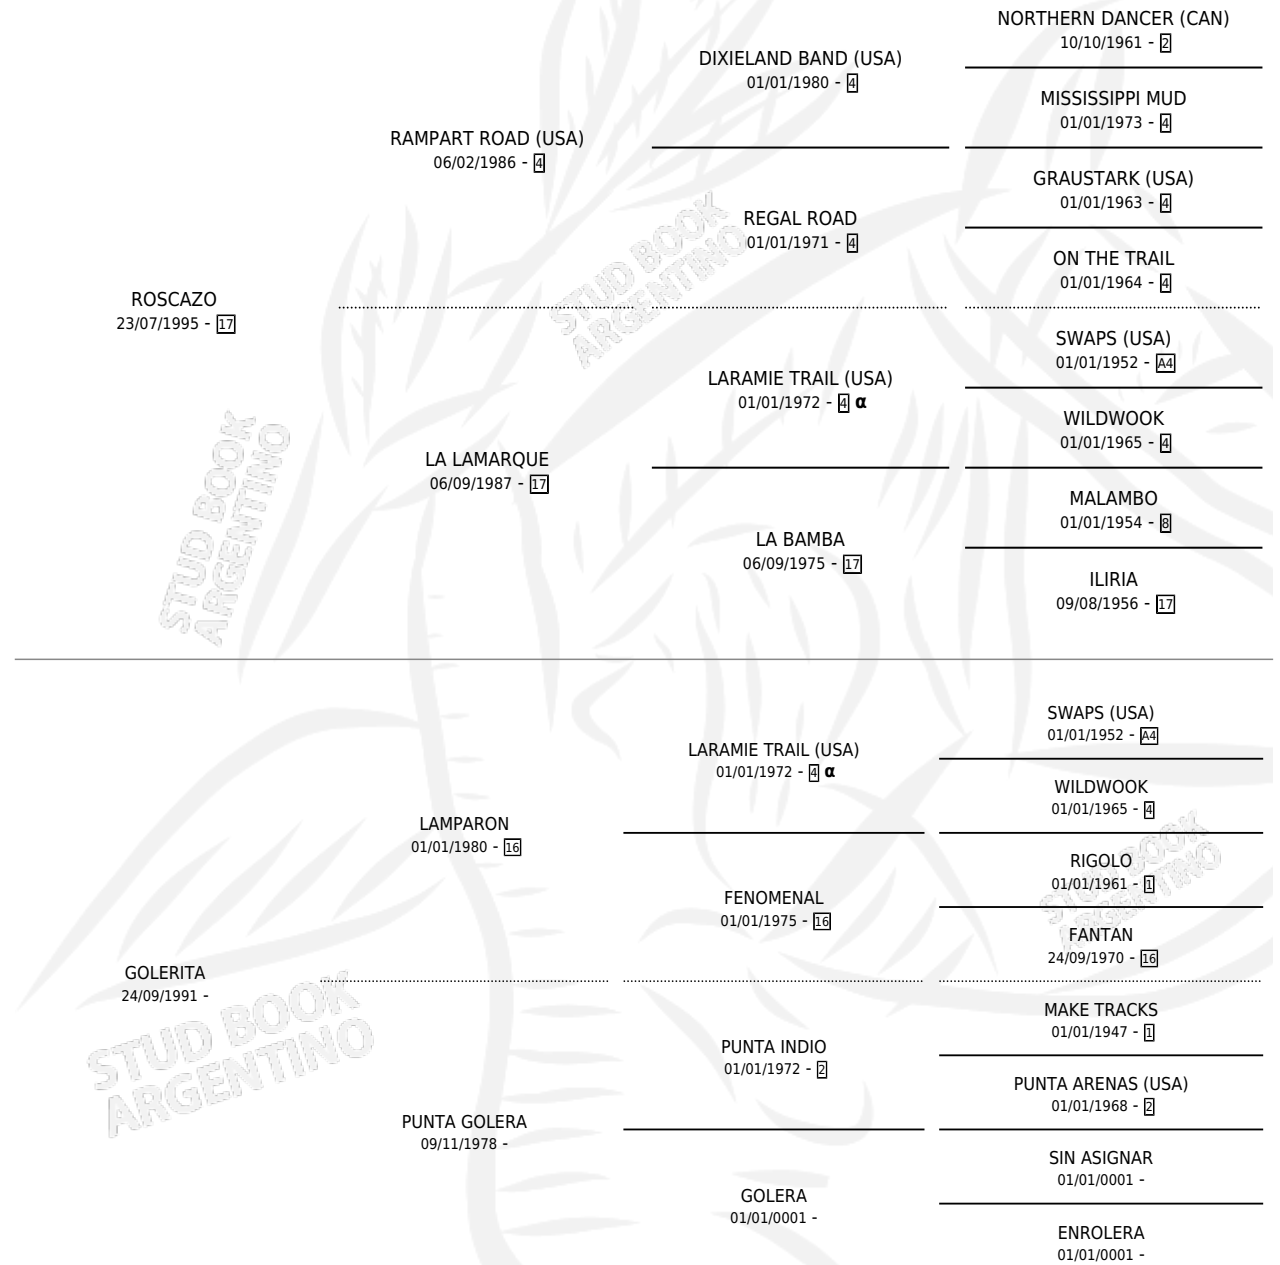 NORTHERN DANCER (CAN)
10/10/1961 - 2
DIXIELAND BAND (USA)
01/01/1980 - 4
MISSISSIPPI MUD
01/01/1973 - 4
RAMPART ROAD (USA)
06/02/1986 - 4
GRAUSTARK (USA)
01/01/1963 - 4
REGAL ROAD
01/01/1971 - 4
ON THE TRAIL
01/01/1964 - 4
ROSCAZO
23/07/1995 - 17
SWAPS (USA)
01/01/1952 - A4
LARAMIE TRAIL (USA)
01/01/1972 - 4 α
WILDWOOK
01/01/1965 - 4
LA LAMARQUE
06/09/1987 - 17
MALAMBO
01/01/1954 - 8
LA BAMBA
06/09/1975 - 17
ILIRIA
09/08/1956 - 17
SWAPS (USA)
01/01/1952 - A4
LARAMIE TRAIL (USA)
01/01/1972 - 4 α
WILDWOOK
01/01/1965 - 4
LAMPARON
01/01/1980 - 16
RIGOLO
01/01/1961 - 1
FENOMENAL
01/01/1975 - 16
FANTAN
24/09/1970 - 16
GOLERITA
24/09/1991 -
MAKE TRACKS
01/01/1947 - 1
PUNTA INDIO
01/01/1972 - 2
PUNTA ARENAS (USA)
01/01/1968 - 2
PUNTA GOLERA
09/11/1978 -
SIN ASIGNAR
01/01/0001 -
GOLERA
01/01/0001 -
ENROLERA
01/01/0001 -
STUD BOOK
ARGENTINO
STUD BOOK
ARGENTINO
STUD BOOK
ARGENTINO
STUD BOOK
ARGENTINO